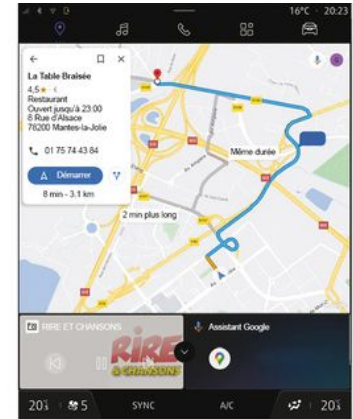 16°C · 20:23
La Table Braisée
4,5★ · €
Restaurant
Ouvert jusqu'à 23:00
8 Rue d'Alsace
78200 Mantes-la-Jolie
01 75 74 43 84
Démarrer
8 min - 3.1 km
Même durée
2 min plus long
RIRE ET CHANSONS
RIRE
& CHANSONS
Assistant Google
20 5
SYNC
A/C
20